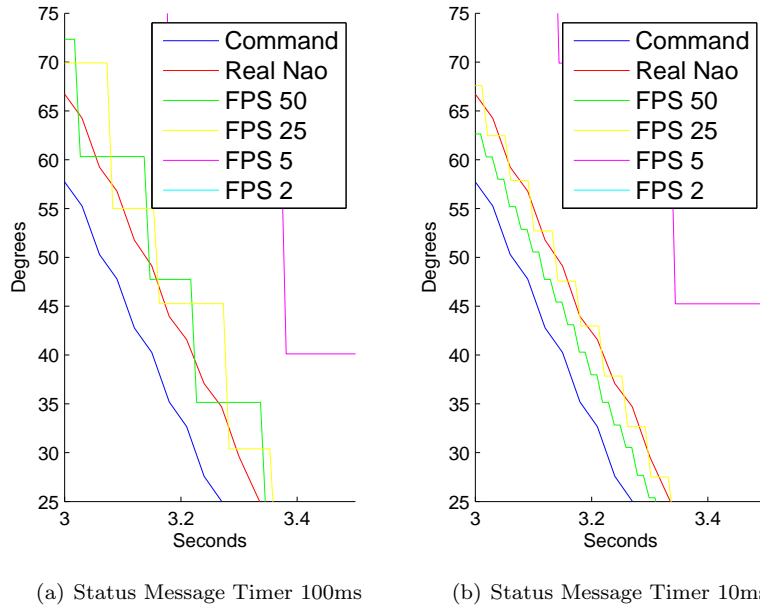 75
70
65
60
55
50
45
40
35
30
25
Degrees
3
3.2
3.4
Seconds
Command
Real Nao
FPS 50
FPS 25
FPS 5
FPS 2
(a) Status Message Timer 100ms
75
70
65
60
55
50
45
40
35
30
25
Degrees
3
3.2
3.4
Seconds
Command
Real Nao
FPS 50
FPS 25
FPS 5
FPS 2
(b) Status Message Timer 10ms